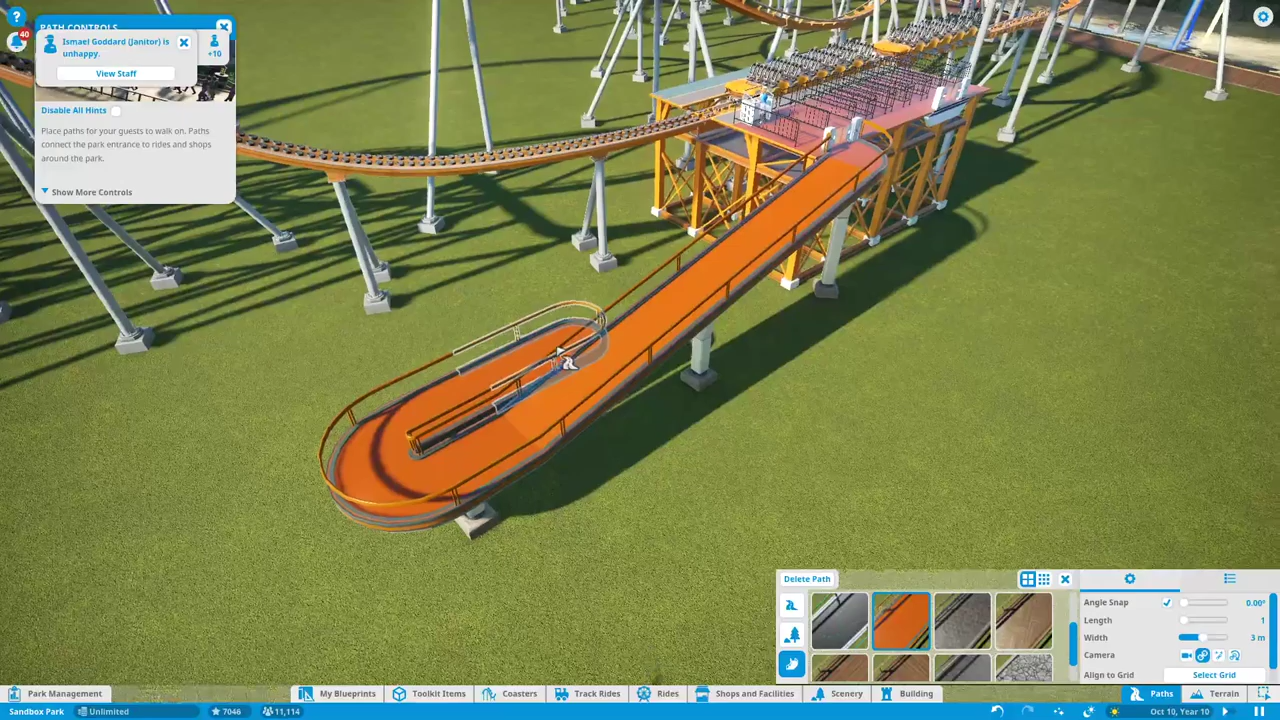 ?
PATH CONTROLS
40
Ismael Goddard (Janitor) is
unhappy.
+10
View Staff
Disable All Hints
Place paths for your guests to walk on. Paths
connect the park entrance to rides and shops
around the park.
Show More Controls
Delete Path
Angle Snap 0.00°
Length 1
Width 3 m
Camera
Align to Grid Select Grid
Park Management My Blueprints Toolkit Items Coasters Track Rides Rides Shops and Facilities Scenery Building Paths Terrain
Sandbox Park Unlimited 7046 11,114 Oct 10, Year 10